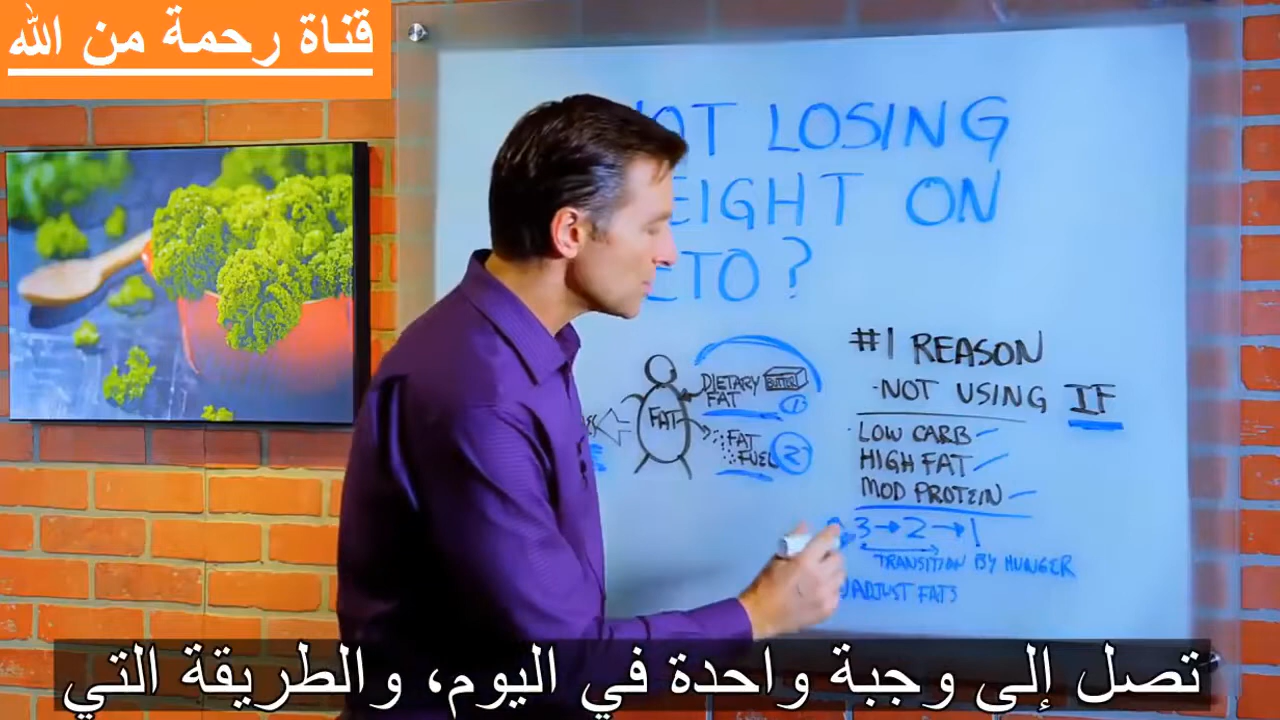 قناة رحمة من الله
OT LOSING
EIGHT ON
ETO?
DIETARY
FAT
BUTTER
1
FAT
FAT
FUEL
2
#1 REASON
-NOT USING IF
LOW CARB
HIGH FAT
MOD PROTEIN
3→2→1
TRANSITION BY HUNGER
ADJUST FATS
تصل إلى وجبة واحدة في اليوم، والطريقة التي